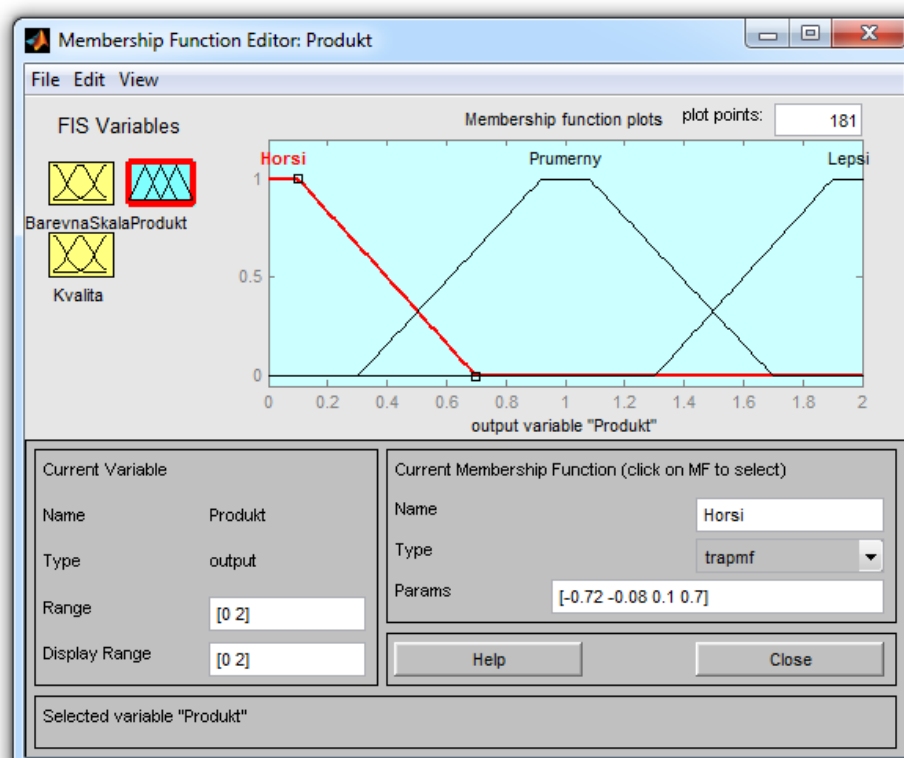 Membership Function Editor: Produkt
File Edit View
FIS Variables
BarevnaSkala
Produkt
Kvalita
Membership function plots
plot points:
181
Horsi
Prumerny
Lepsi
1
0.5
0
0 0.2 0.4 0.6 0.8 1 1.2 1.4 1.6 1.8 2
output variable "Produkt"
Current Variable
Name Produkt
Type output
Range [0 2]
Display Range [0 2]
Current Membership Function (click on MF to select)
Name Horsi
Type trapmf
Params [-0.72 -0.08 0.1 0.7]
Help Close
Selected variable "Produkt"